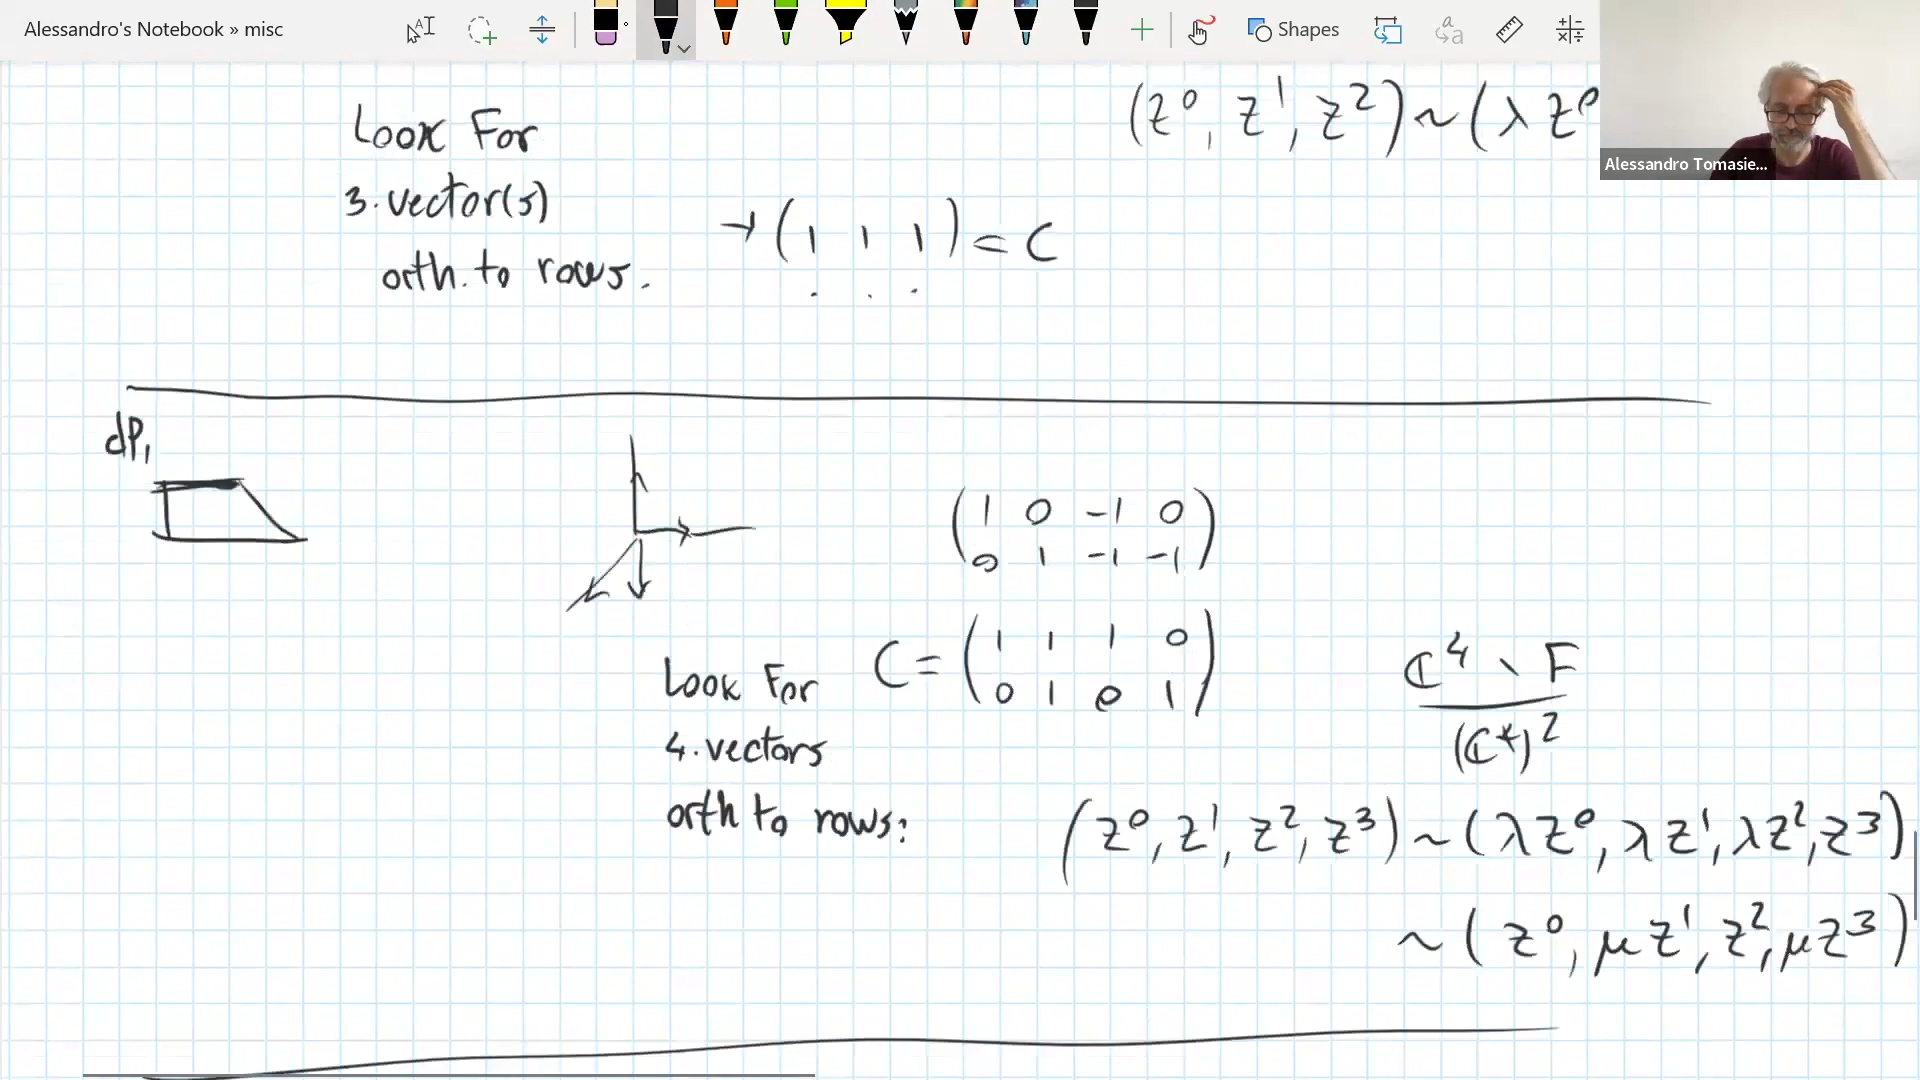 Alessandro's Notebook » misc
Shapes
Alessandro Tomasie...
(z⁰, z¹, z²) ~ (λ z⁰
Look For
3-vector(s)
orth. to rows.
→ (1 1 1) = C
dP₁
(1 0 -1 0
0 1 -1 -1)
Look For
4-vectors
orth to rows:
C = (1 1 1 0
0 1 0 1)
ℂ⁴ \ F
(ℂ*)²
(z⁰, z¹, z², z³) ~ (λz⁰, λz¹, λz², z³)
~ (z⁰, μz¹, z², μz³)